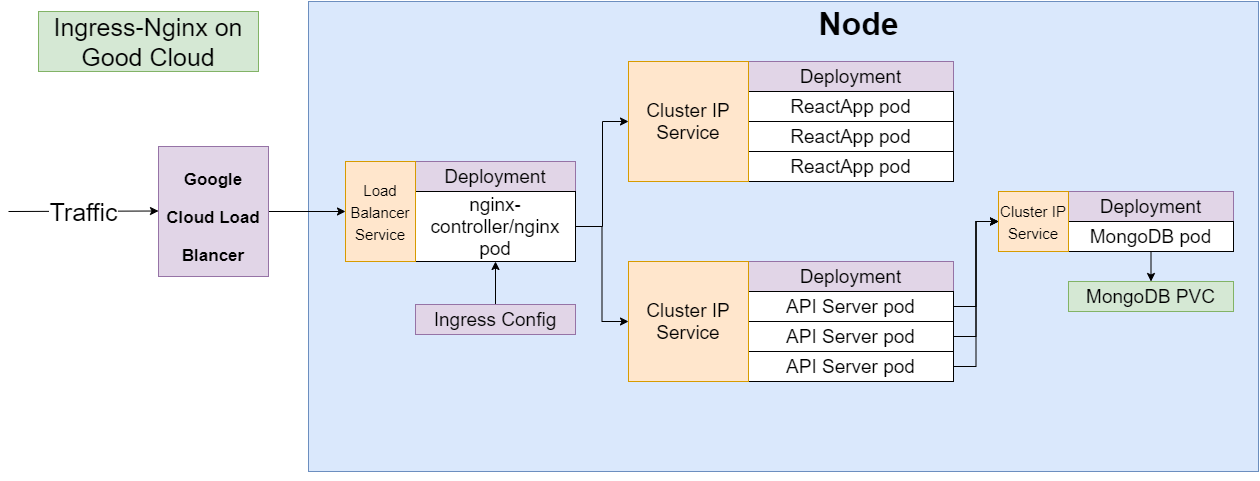 Ingress-Nginx on
Good Cloud
Node
Traffic
Google
Cloud Load
Blancer
Load
Balancer
Service
Deployment
nginx-
controller/nginx
pod
Ingress Config
Cluster IP
Service
Deployment
ReactApp pod
ReactApp pod
ReactApp pod
Cluster IP
Service
Deployment
API Server pod
API Server pod
API Server pod
Cluster IP
Service
Deployment
MongoDB pod
MongoDB PVC